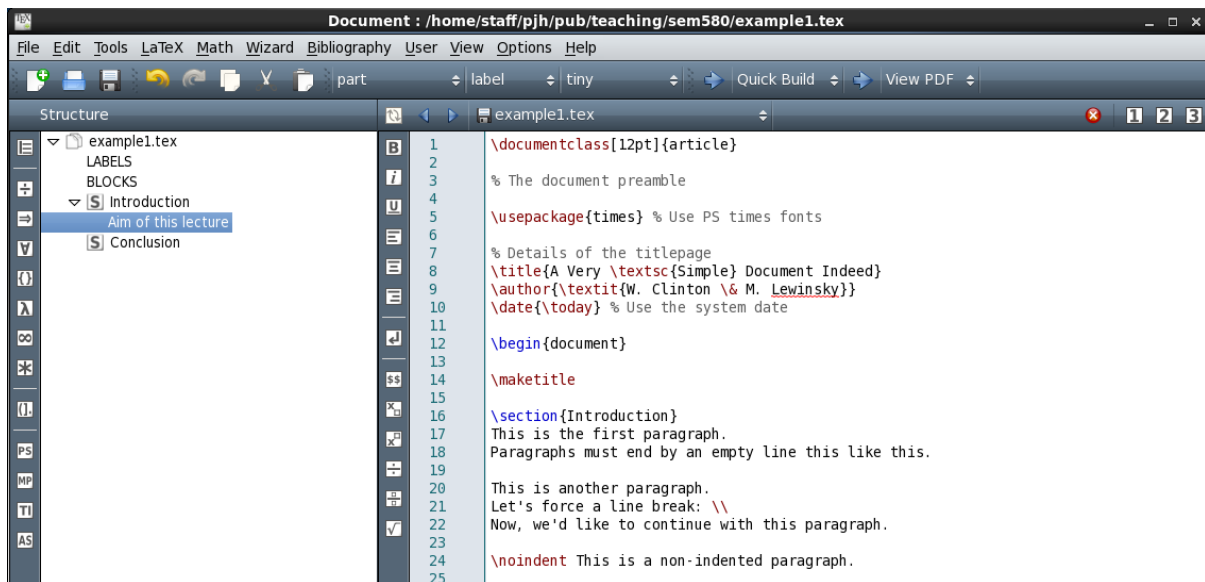 Document : /home/staff/pjh/pub/teaching/sem580/example1.tex
File Edit Tools LaTeX Math Wizard Bibliography User View Options Help
part label tiny Quick Build View PDF
Structure example1.tex 1 2 3
example1.tex
LABELS
BLOCKS
S Introduction
Aim of this lecture
S Conclusion
{}
λ
∞
PS
MP
TI
AS
B
i
U
$$
1 \documentclass[12pt]{article}
2
3 % The document preamble
4
5 \usepackage{times} % Use PS times fonts
6
7 % Details of the titlepage
8 \title{A Very \textsc{Simple} Document Indeed}
9 \author{\textit{W. Clinton \& M. Lewinsky}}
10 \date{\today} % Use the system date
11
12 \begin{document}
13
14 \maketitle
15
16 \section{Introduction}
17 This is the first paragraph.
18 Paragraphs must end by an empty line this like this.
19
20 This is another paragraph.
21 Let's force a line break: \\
22 Now, we'd like to continue with this paragraph.
23
24 \noindent This is a non-indented paragraph.
25